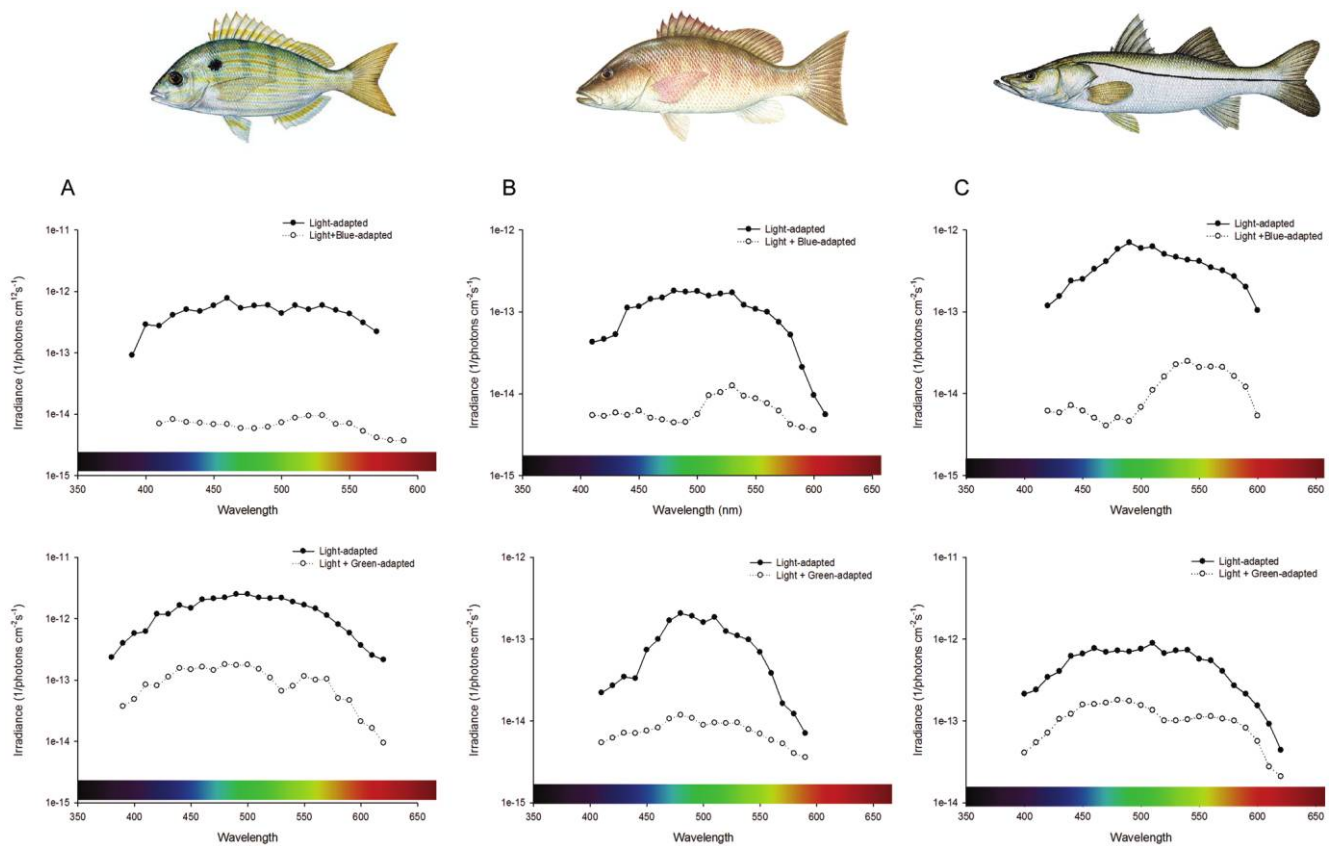 A
B
C
1e-11
1e-12
1e-13
1e-14
1e-15
Irradiance (1/photons cm¹²s⁻¹)
Light-adapted
Light+Blue-adapted
350 400 450 500 550 600
Wavelength
1e-12
1e-13
1e-14
1e-15
Irradiance (1/photons cm⁻²s⁻¹)
Light-adapted
Light + Blue-adapted
350 400 450 500 550 600 650
Wavelength (nm)
1e-12
1e-13
1e-14
1e-15
Irradiance (1/photons cm⁻²s⁻¹)
Light-adapted
Light +Blue-adapted
350 400 450 500 550 600 650
Wavelength
1e-11
1e-12
1e-13
1e-14
1e-15
Irradiance (1/photons cm⁻²s⁻¹)
Light-adapted
Light + Green-adapted
350 400 450 500 550 600 650
Wavelength
1e-12
1e-13
1e-14
1e-15
Irradiance (1/photons cm⁻²s⁻¹)
Light-adapted
Light + Green-adapted
350 400 450 500 550 600 650
Wavelength
1e-11
1e-12
1e-13
1e-14
Irradiance (1/photons cm⁻²s⁻¹)
Light-adapted
Light + Green-adapted
350 400 450 500 550 600 650
Wavelength